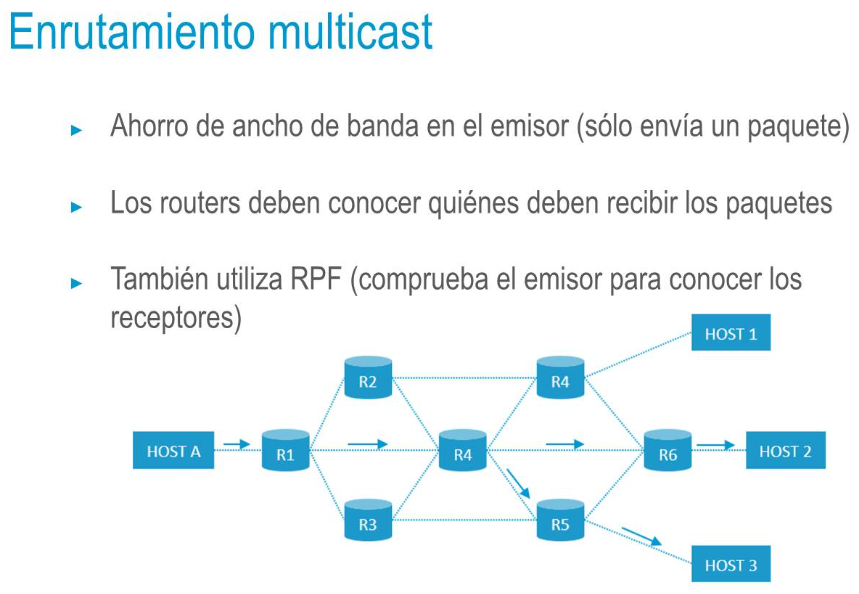 Enrutamiento multicast
Ahorro de ancho de banda en el emisor (sólo envía un paquete)
Los routers deben conocer quiénes deben recibir los paquetes
También utiliza RPF (comprueba el emisor para conocer los
receptores)
HOST 1
R2
R4
HOST A
R1
R4
R6
HOST 2
R3
R5
HOST 3